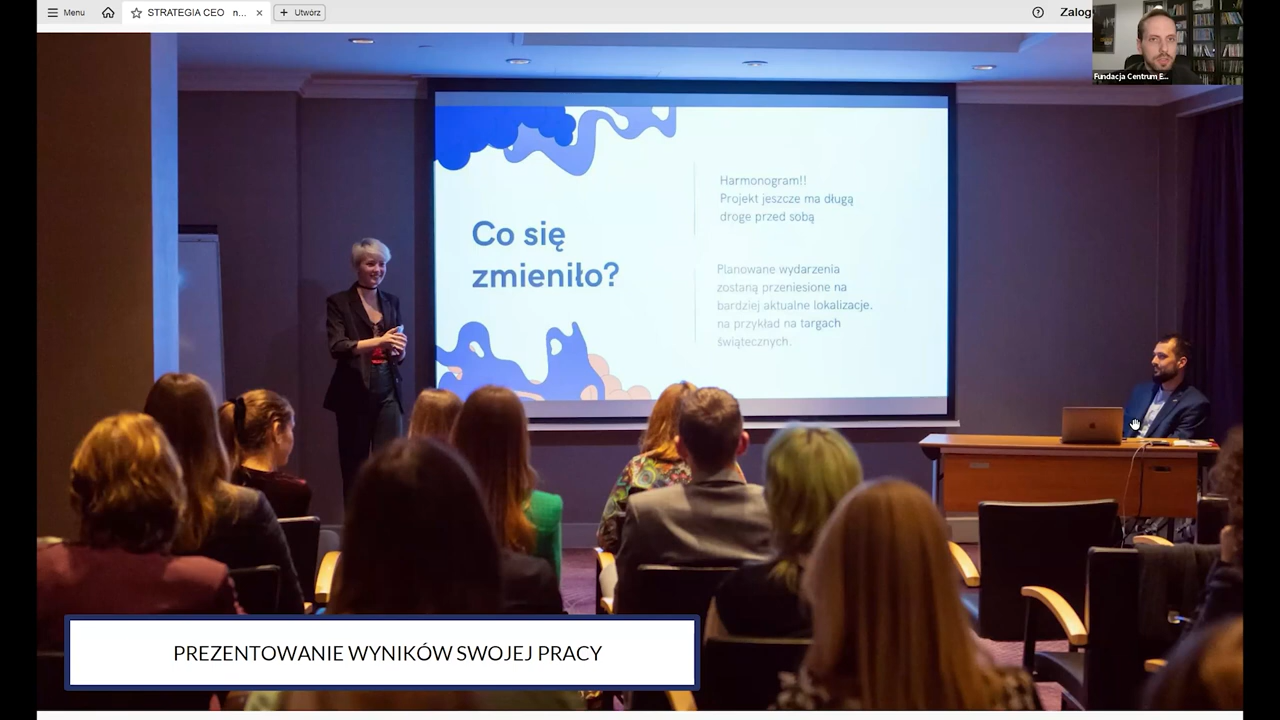 Menu
STRATEGIA CEO n...
Utwórz
Zalog
Fundacja Centrum E...
Co się
zmieniło?
Harmonogram!!
Projekt jeszcze ma długą
droge przed sobą
Planowane wydarzenia
zostaną przeniesione na
bardziej aktualne lokalizacje.
na przykład na targach
świątecznych.
PREZENTOWANIE WYNIKÓW SWOJEJ PRACY